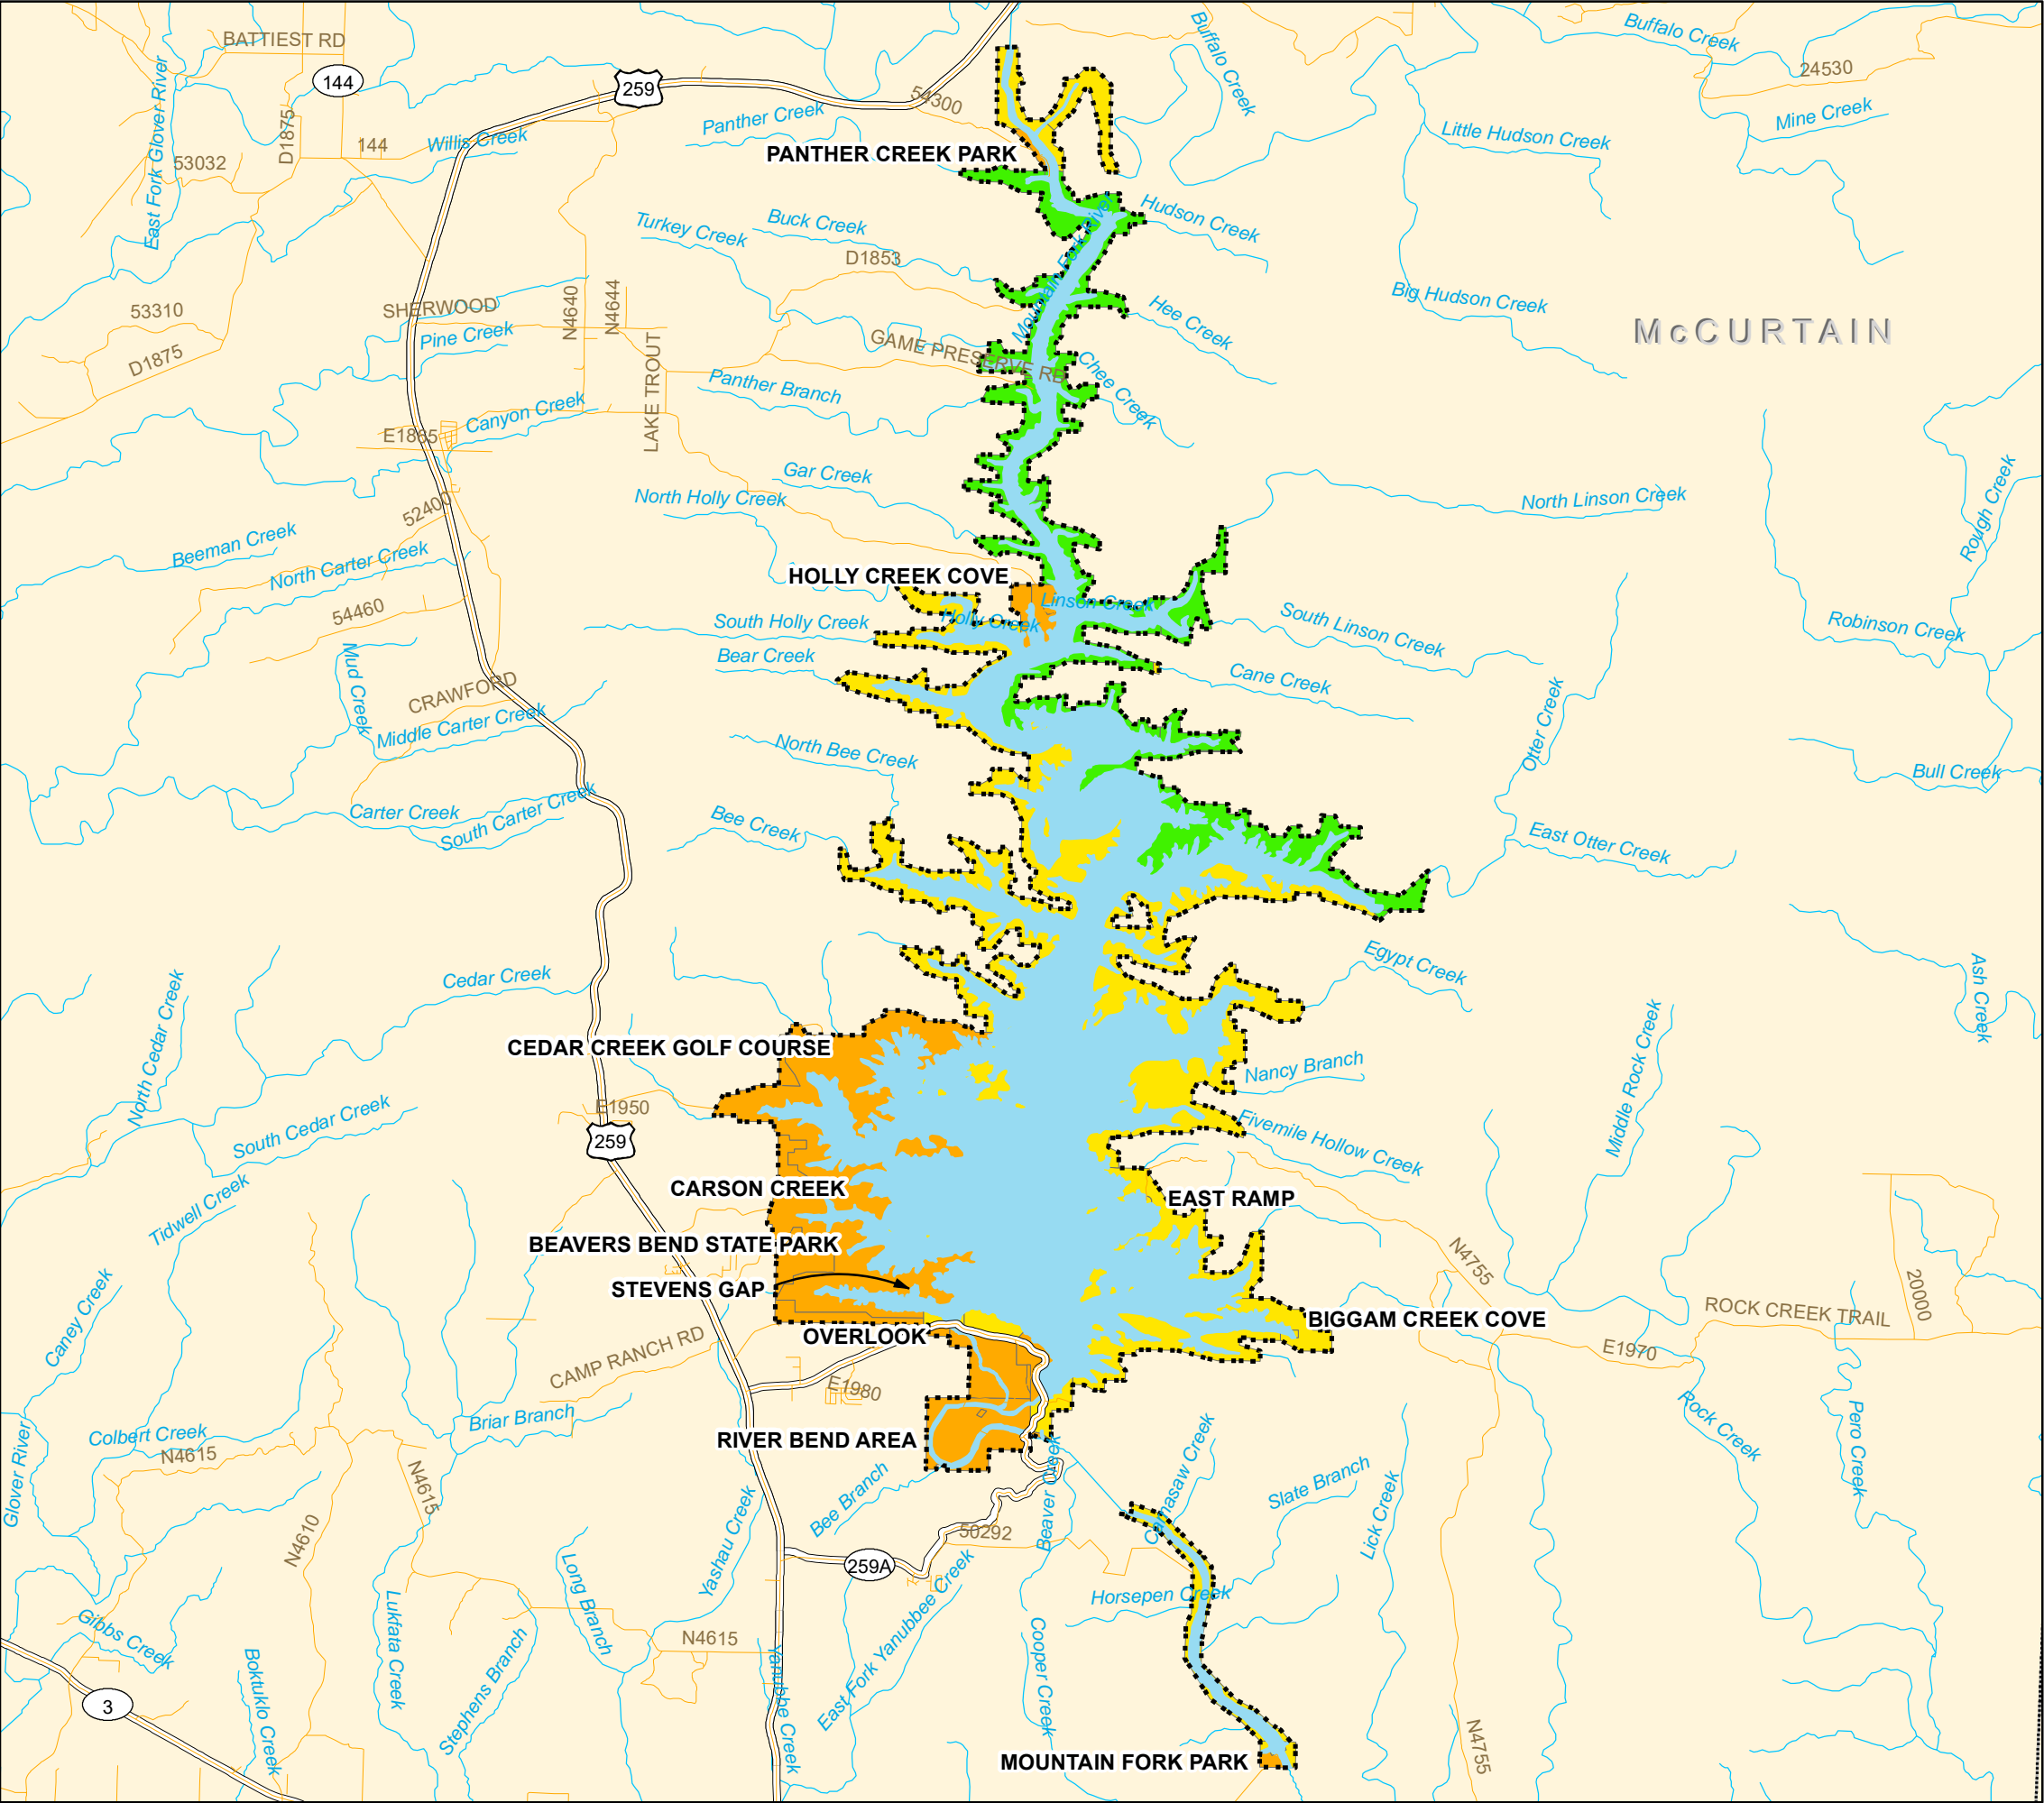 BATTIEST RD
Buffalo Creek
Buffalo Creek
24530
144
259
East Fork Glover River
54300
Panther Creek
Mine Creek
D1875
144
Willis Creek
Little Hudson Creek
53032
PANTHER CREEK PARK
Turkey Creek
Buck Creek
Hudson Creek
Mountain Fork River
D1853
53310
SHERWOOD
N4640
N4644
Big Hudson Creek
Hee Creek
McCURTAIN
Pine Creek
D1875
GAME PRESERVE RD
Chee Creek
LAKE TROUT
Panther Branch
Canyon Creek
E1865
Gar Creek
North Holly Creek
North Linson Creek
52400
Rough Creek
Beeman Creek
North Carter Creek
HOLLY CREEK COVE
Linson Creek
54460
South Holly Creek
Holly Creek
South Linson Creek
Robinson Creek
Mud Creek
Bear Creek
Cane Creek
CRAWFORD
Middle Carter Creek
Otter Creek
North Bee Creek
Bull Creek
Carter Creek
South Carter Creek
Bee Creek
East Otter Creek
Egypt Creek
Cedar Creek
North Cedar Creek
Ash Creek
CEDAR CREEK GOLF COURSE
Nancy Branch
Middle Rock Creek
E1950
South Cedar Creek
259
Fivemile Hollow Creek
CARSON CREEK
EAST RAMP
Tidwell Creek
BEAVERS BEND STATE PARK
N4755
STEVENS GAP
20000
Caney Creek
ROCK CREEK TRAIL
BIGGAM CREEK COVE
OVERLOOK
E1970
CAMP RANCH RD
E1980
Briar Branch
Rock Creek
Pero Creek
Colbert Creek
RIVER BEND AREA
N4615
Glover River
N4615
Bee Branch
Beaver Creek
Camasaw Creek
Slate Branch
Lick Creek
Yashau Creek
N4610
50292
259A
Long Branch
East Fork Yanubbee Creek
Horsepen Creek
Lukfata Creek
Gibbs Creek
Stephens Branch
N4615
Cooper Creek
Boktuklo Creek
Yanubbe Creek
3
N4755
MOUNTAIN FORK PARK